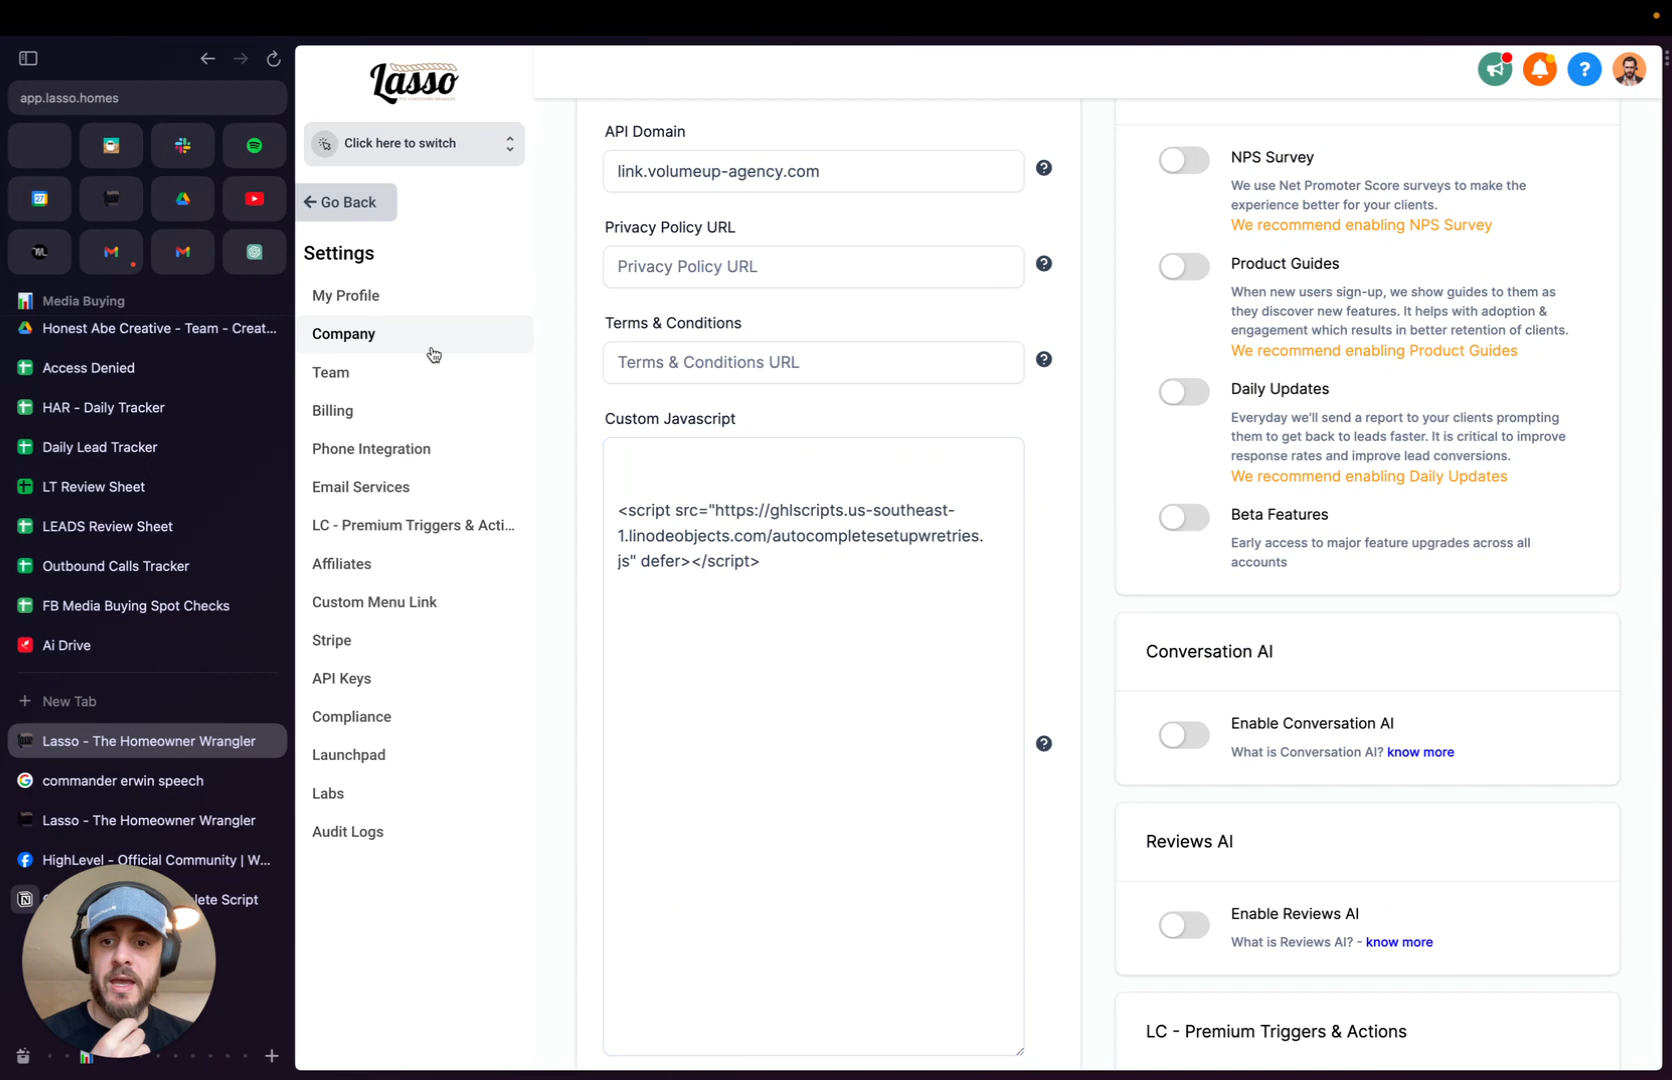 app.lasso.homes
27
Media Buying
Honest Abe Creative - Team - Creat...
Access Denied
HAR - Daily Tracker
Daily Lead Tracker
LT Review Sheet
LEADS Review Sheet
Outbound Calls Tracker
FB Media Buying Spot Checks
Ai Drive
New Tab
Lasso - The Homeowner Wrangler
commander erwin speech
Lasso - The Homeowner Wrangler
HighLevel - Official Community | W...
lete Script
Lasso
Click here to switch
Go Back
Settings
My Profile
Company
Team
Billing
Phone Integration
Email Services
LC - Premium Triggers & Acti...
Affiliates
Custom Menu Link
Stripe
API Keys
Compliance
Launchpad
Labs
Audit Logs
API Domain
link.volumeup-agency.com
Privacy Policy URL
Privacy Policy URL
Terms & Conditions
Terms & Conditions URL
Custom Javascript
<script src="https://ghlscripts.us-southeast-
1.linodeobjects.com/autocompletesetupwretries.
js" defer></script>
NPS Survey
We use Net Promoter Score surveys to make the
experience better for your clients.
We recommend enabling NPS Survey
Product Guides
When new users sign-up, we show guides to them as
they discover new features. It helps with adoption &
engagement which results in better retention of clients.
We recommend enabling Product Guides
Daily Updates
Everyday we'll send a report to your clients prompting
them to get back to leads faster. It is critical to improve
response rates and improve lead conversions.
We recommend enabling Daily Updates
Beta Features
Early access to major feature upgrades across all
accounts
Conversation AI
Enable Conversation AI
What is Conversation AI? know more
Reviews AI
Enable Reviews AI
What is Reviews AI? - know more
LC - Premium Triggers & Actions